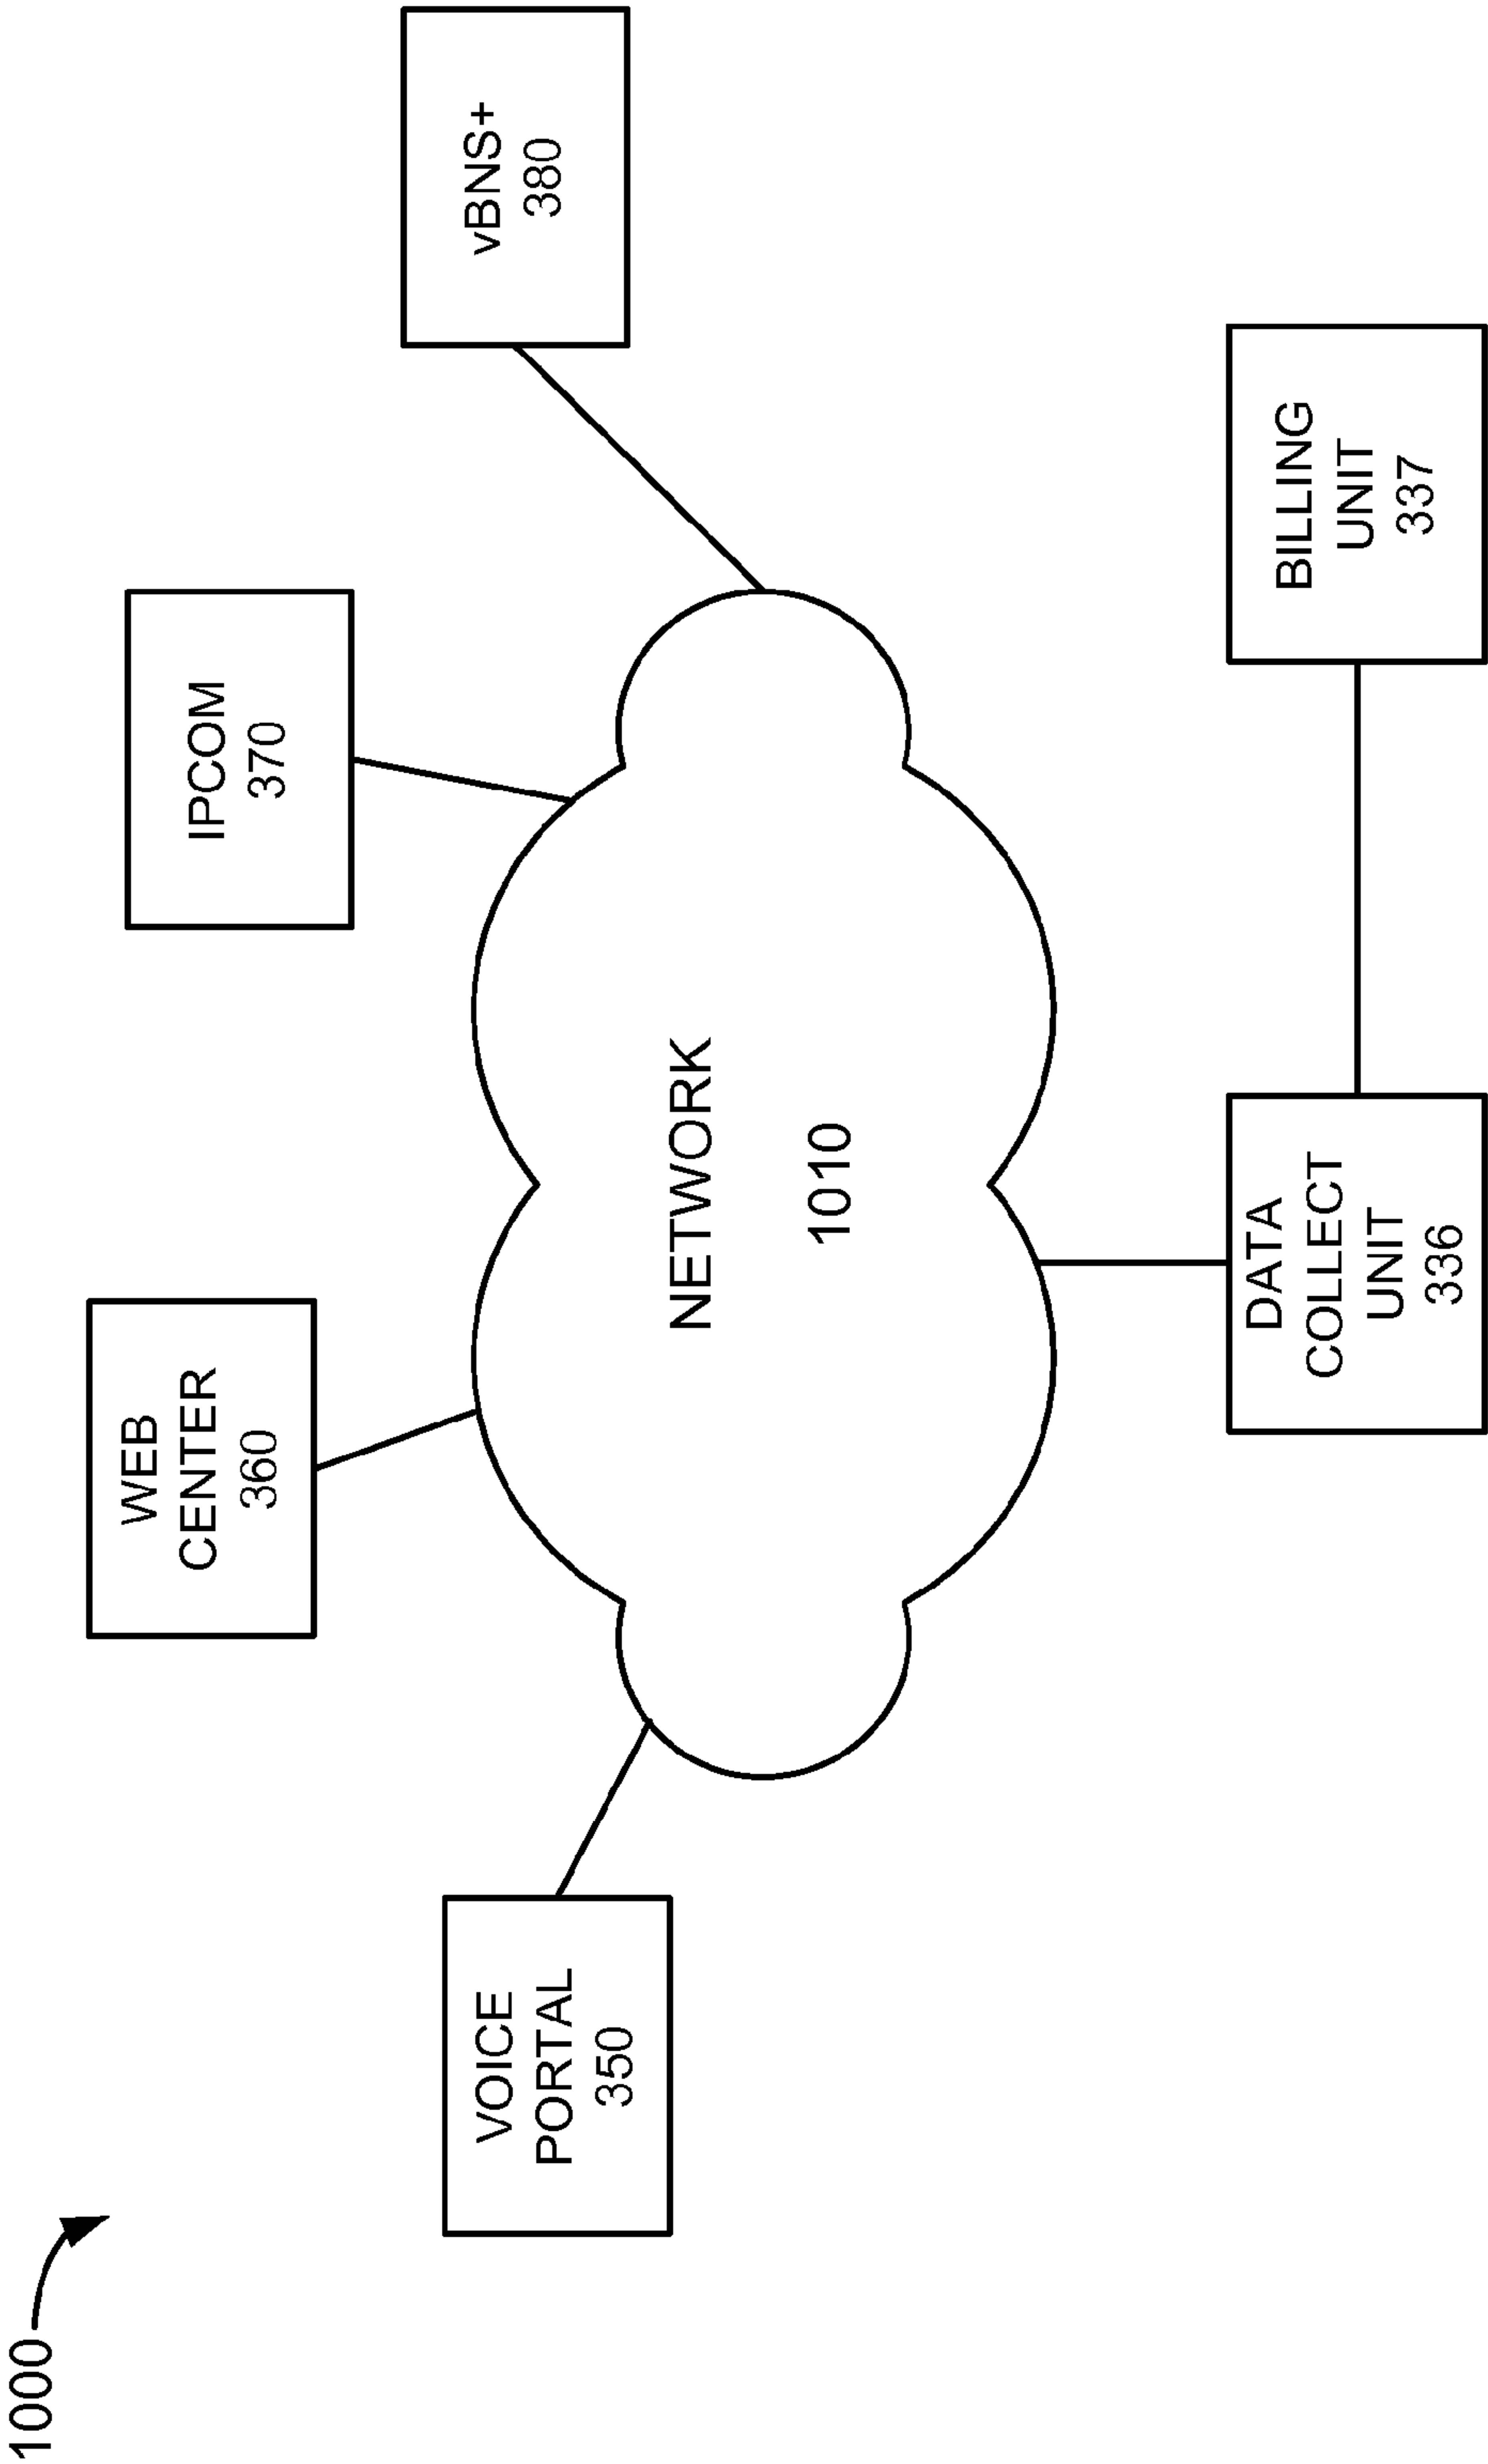 1000
VOICE
PORTAL
350
WEB
CENTER
360
IPCOM
370
vBNS+
380
NETWORK
1010
DATA
COLLECT
UNIT
336
BILLING
UNIT
337